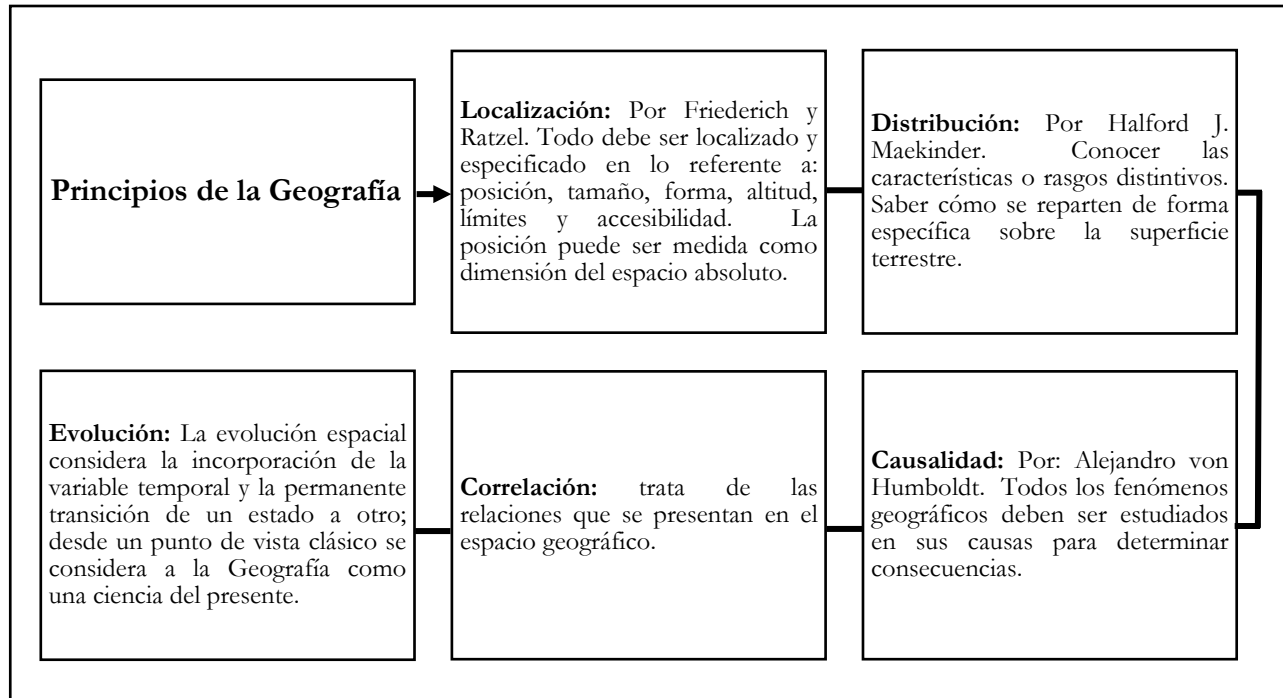 Principios de la Geografía
Localización: Por Friederich y
Ratzel. Todo debe ser localizado y
especificado en lo referente a:
posición, tamaño, forma, altitud,
límites y accesibilidad. La
posición puede ser medida como
dimensión del espacio absoluto.
Distribución: Por Halford J.
Maekinder. Conocer las
características o rasgos distintivos.
Saber cómo se reparten de forma
específica sobre la superficie
terrestre.
Causalidad: Por: Alejandro von
Humboldt. Todos los fenómenos
geográficos deben ser estudiados
en sus causas para determinar
consecuencias.
Correlación: trata de las
relaciones que se presentan en el
espacio geográfico.
Evolución: La evolución espacial
considera la incorporación de la
variable temporal y la permanente
transición de un estado a otro;
desde un punto de vista clásico se
considera a la Geografía como
una ciencia del presente.